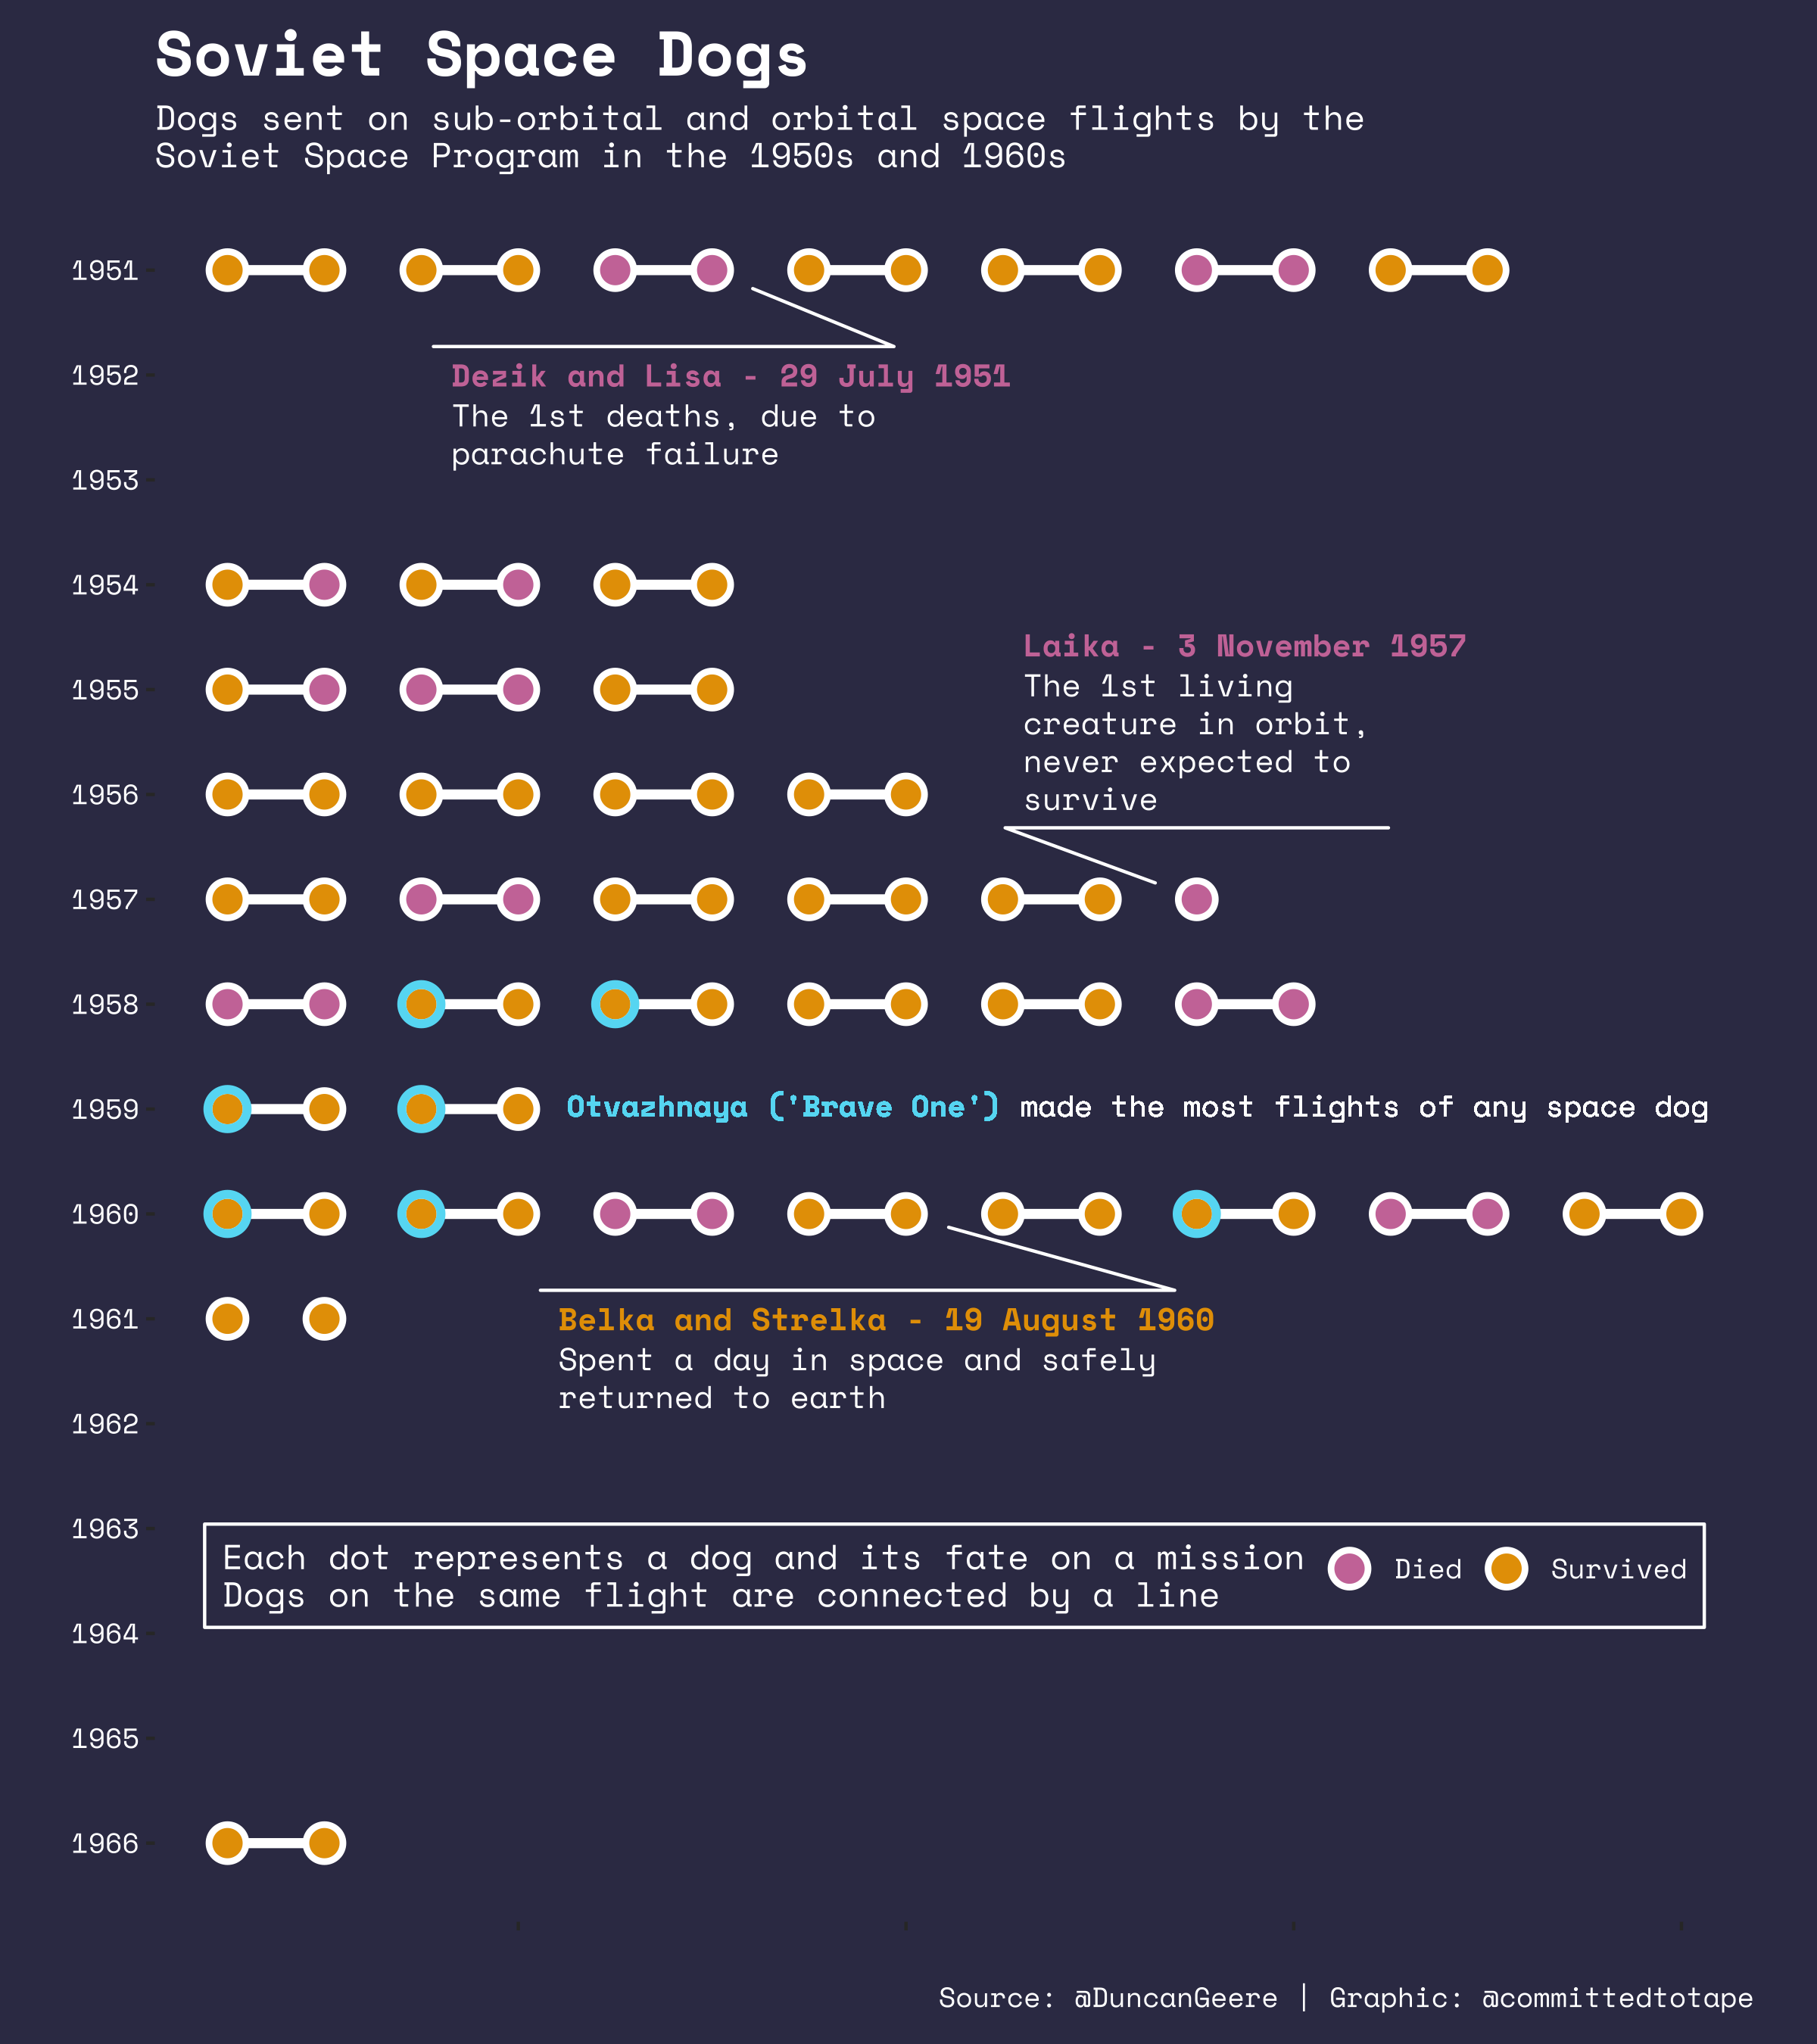 Soviet Space Dogs
Dogs sent on sub-orbital and orbital space flights by the
Soviet Space Program in the 1950s and 1960s
1951
1952
Dezik and Lisa - 29 July 1951
The 1st deaths, due to
parachute failure
1953
1954
Laika - 3 November 1957
The 1st living
creature in orbit,
never expected to
survive
1955
1956
1957
1958
1959
Otvazhnaya ('Brave One') made the most flights of any space dog
1960
1961
Belka and Strelka - 19 August 1960
Spent a day in space and safely
returned to earth
1962
1963
Each dot represents a dog and its fate on a mission
Dogs on the same flight are connected by a line
Died
Survived
1964
1965
1966
Source: @DuncanGeere | Graphic: @committedtotape